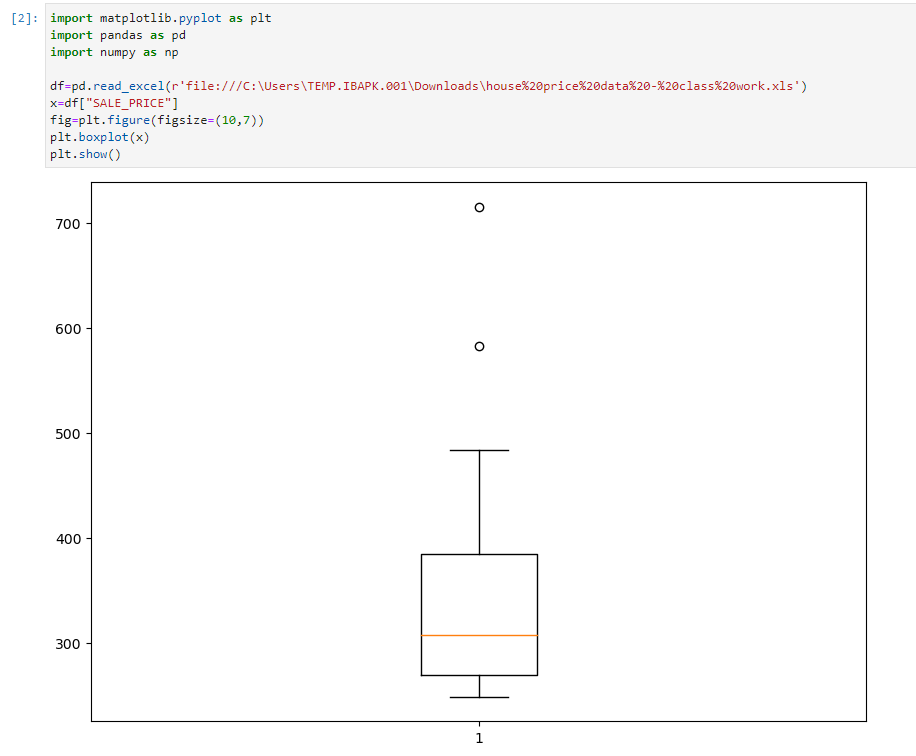 [2]: import matplotlib.pyplot as plt
import pandas as pd
import numpy as np
df=pd.read_excel(r'file:///C:\Users\TEMP.IBAPK.001\Downloads\house%20price%20data%20-%20class%20work.xls')
x=df["SALE_PRICE"]
fig=plt.figure(figsize=(10,7))
plt.boxplot(x)
plt.show()
700
600
500
400
300
1